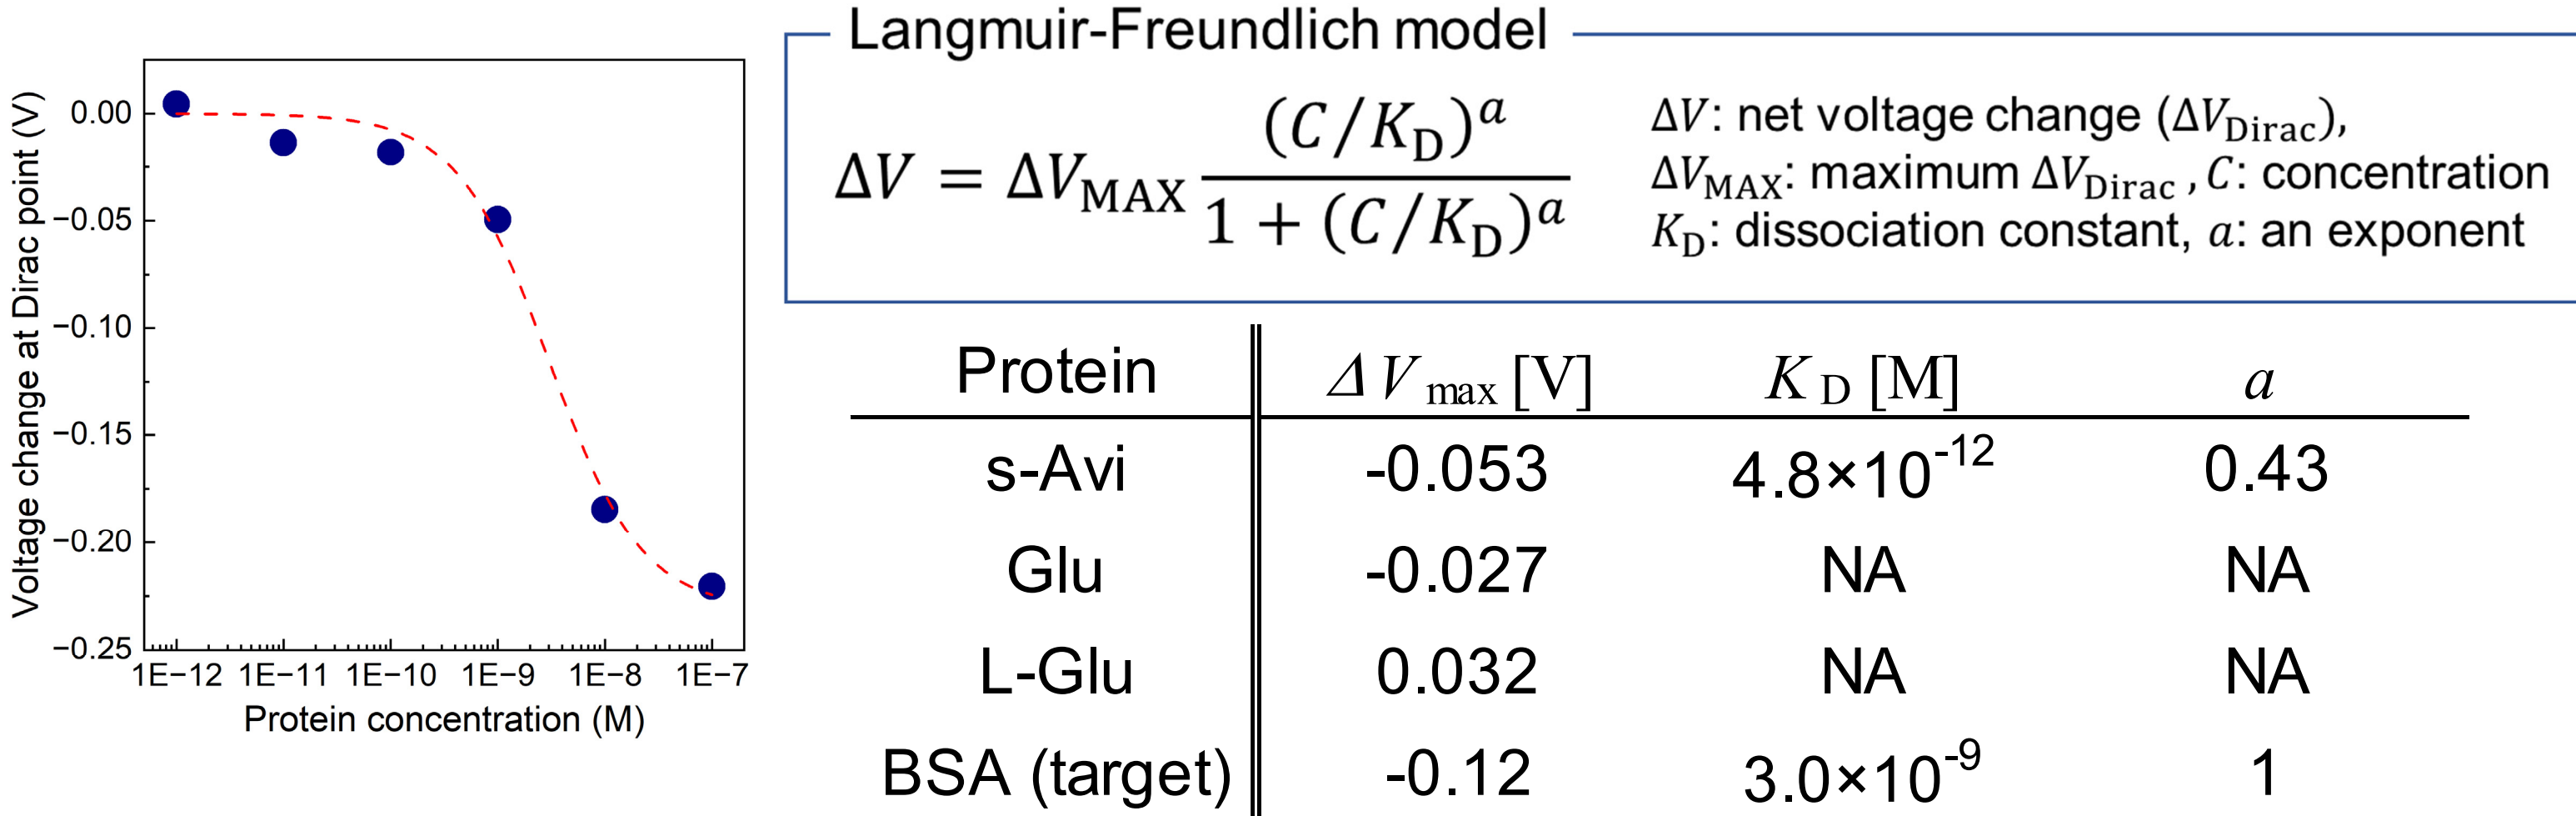 Voltage change at Dirac point (V)
0.00
−0.05
−0.10
−0.15
−0.20
−0.25
1E−12 1E−11 1E−10 1E−9 1E−8 1E−7
Protein concentration (M)
Langmuir-Freundlich model
ΔV = ΔV_MAX (C/K_D)^a / 1 + (C/K_D)^a
ΔV: net voltage change (ΔV_Dirac),
ΔV_MAX: maximum ΔV_Dirac , C: concentration
K_D: dissociation constant, a: an exponent
Protein Δ V max [V] K D [M] a
s-Avi -0.053 4.8×10^-12 0.43
Glu -0.027 NA NA
L-Glu 0.032 NA NA
BSA (target) -0.12 3.0×10^-9 1